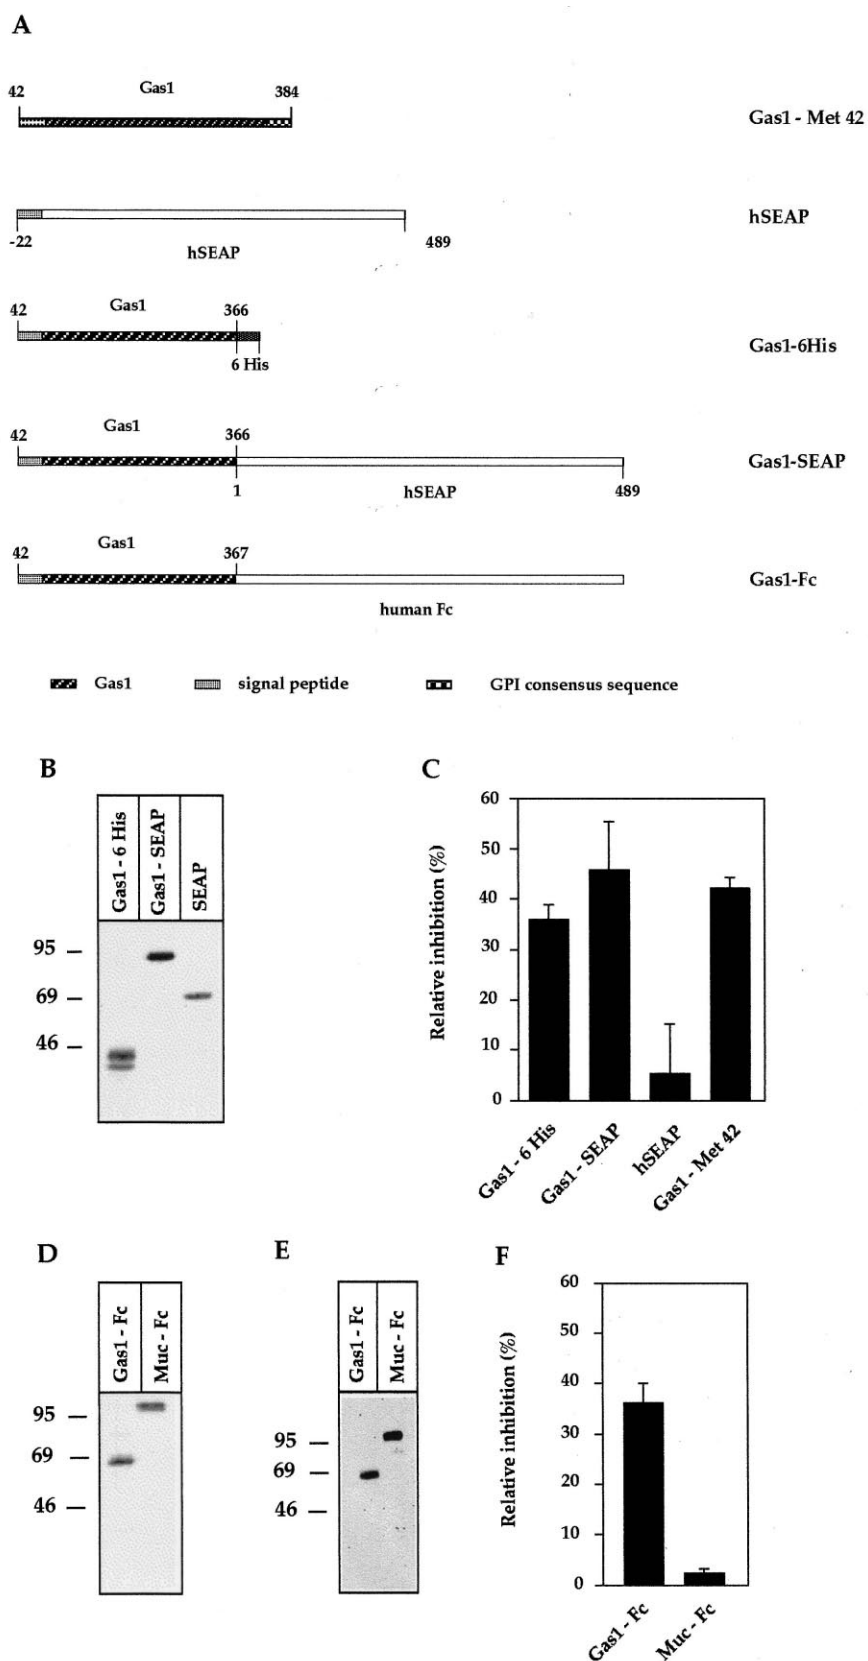 A
42 Gas1 384
Gas1 - Met 42
hSEAP
-22 hSEAP 489
42 Gas1 366
Gas1-6His
6 His
42 Gas1 366
Gas1-SEAP
1 hSEAP 489
42 Gas1 367
Gas1-Fc
human Fc
Gas1 signal peptide GPI consensus sequence
B
Gas1 - 6 His
Gas1 - SEAP
SEAP
95
69
46
C
Relative inhibition (%)
60
50
40
30
20
10
0
Gas1 - 6 His
Gas1 - SEAP
hSEAP
Gas1 - Met 42
D
Gas1 - Fc
Muc - Fc
95
69
46
E
Gas1 - Fc
Muc - Fc
95
69
46
F
Relative inhibition (%)
60
50
40
30
20
10
0
Gas1 - Fc
Muc - Fc